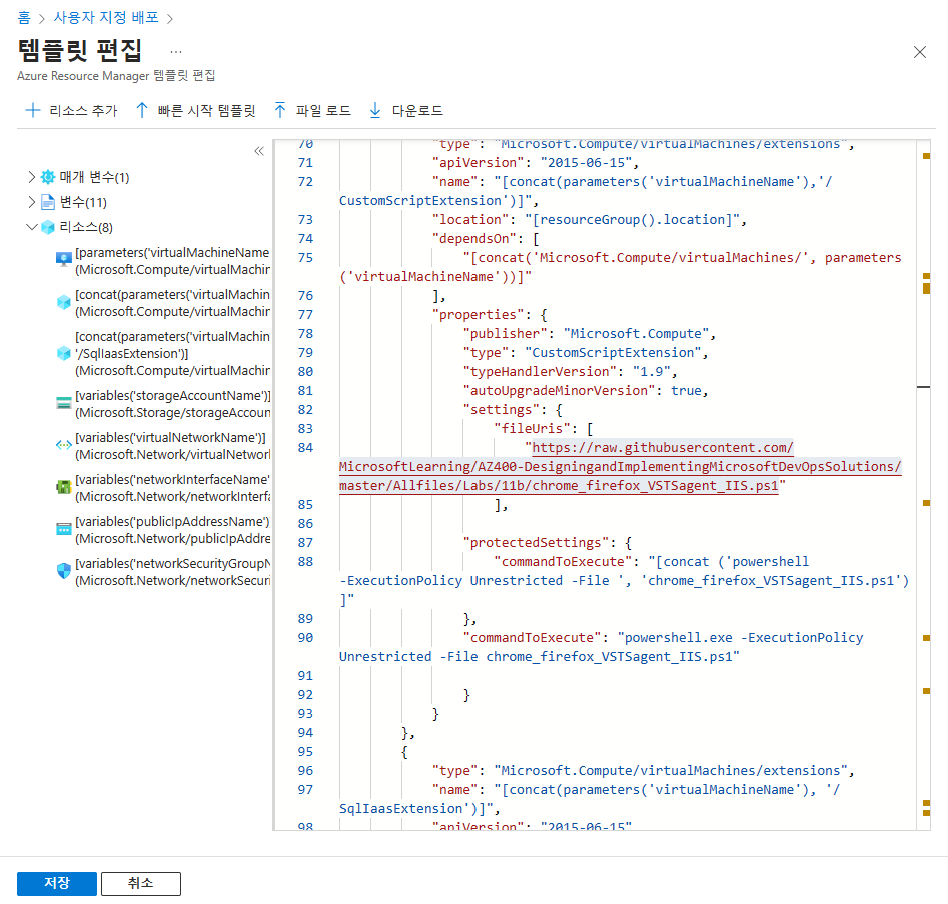 홈 > 사용자 지정 배포 >
템플릿 편집 ...
Azure Resource Manager 템플릿 편집
리소스 추가 빠른 시작 템플릿 파일 로드 다운로드
매개 변수(1)
변수(11)
리소스(8)
[parameters('virtualMachineName
(Microsoft.Compute/virtualMachin
[concat(parameters('virtualMachin
(Microsoft.Compute/virtualMachin
[concat(parameters('virtualMachin
'/SqlIaasExtension')]
(Microsoft.Compute/virtualMachin
[variables('storageAccountName')]
(Microsoft.Storage/storageAccoun
[variables('virtualNetworkName')]
(Microsoft.Network/virtualNetwork
[variables('networkInterfaceName'
(Microsoft.Network/networkInterfa
[variables('publicIpAddressName')
(Microsoft.Network/publicIpAddre
[variables('networkSecurityGroupN
(Microsoft.Network/networkSecuri
70 "type": "Microsoft.Compute/virtualMachines/extensions",
71 "apiVersion": "2015-06-15",
72 "name": "[concat(parameters('virtualMachineName'),'/
CustomScriptExtension')]",
73 "location": "[resourceGroup().location]",
74 "dependsOn": [
75 "[concat('Microsoft.Compute/virtualMachines/', parameters
('virtualMachineName'))]"
76 ],
77 "properties": {
78 "publisher": "Microsoft.Compute",
79 "type": "CustomScriptExtension",
80 "typeHandlerVersion": "1.9",
81 "autoUpgradeMinorVersion": true,
82 "settings": {
83 "fileUris": [
84 "https://raw.githubusercontent.com/
MicrosoftLearning/AZ400-DesigningandImplementingMicrosoftDevOpsSolutions/
master/Allfiles/Labs/11b/chrome_firefox_VSTSagent_IIS.ps1"
85 ],
86
87 "protectedSettings": {
88 "commandToExecute": "[concat ('powershell
-ExecutionPolicy Unrestricted -File ', 'chrome_firefox_VSTSagent_IIS.ps1')
]"
89 },
90 "commandToExecute": "powershell.exe -ExecutionPolicy
Unrestricted -File chrome_firefox_VSTSagent_IIS.ps1"
91
92 }
93 }
94 },
95 {
96 "type": "Microsoft.Compute/virtualMachines/extensions",
97 "name": "[concat(parameters('virtualMachineName'), '/
SqlIaasExtension')]",
98 "apiVersion": "2015-06-15"
저장 취소